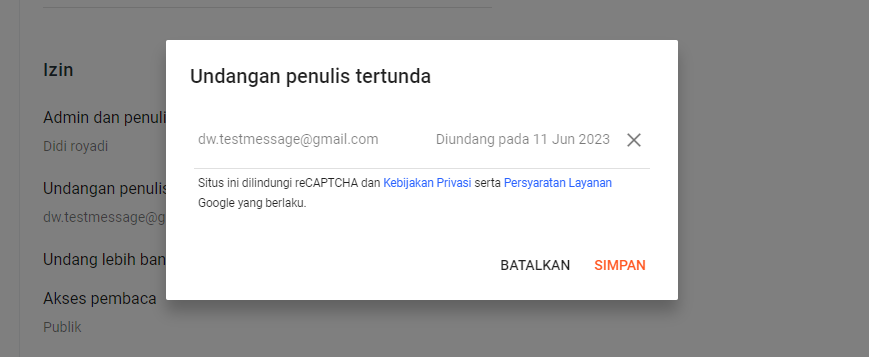 Izin
Admin dan penuli
Didi royadi
Undangan penulis
dw.testmessage@g
Undang lebih ban
Akses pembaca
Publik
Undangan penulis tertunda
dw.testmessage@gmail.com Diundang pada 11 Jun 2023
Situs ini dilindungi reCAPTCHA dan Kebijakan Privasi serta Persyaratan Layanan
Google yang berlaku.
BATALKAN SIMPAN